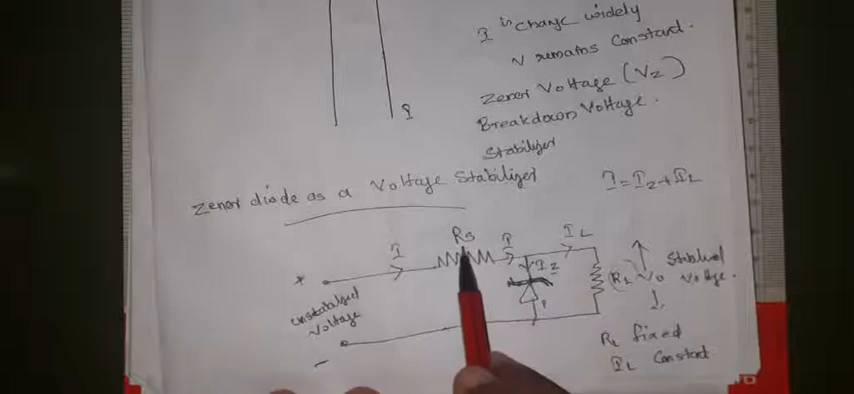 I is change widely
V remains Constant.
Zener Voltage (Vz)
Breakdown Voltage.
Stabilizer
I
Zener diode as a Voltage Stabilizer
I = Iz + IL
+
I
Rs
I
IL
Iz
RL
Vo
Stabilised
Voltage.
unstabilized
Voltage
-
RL fixed
IL Constant